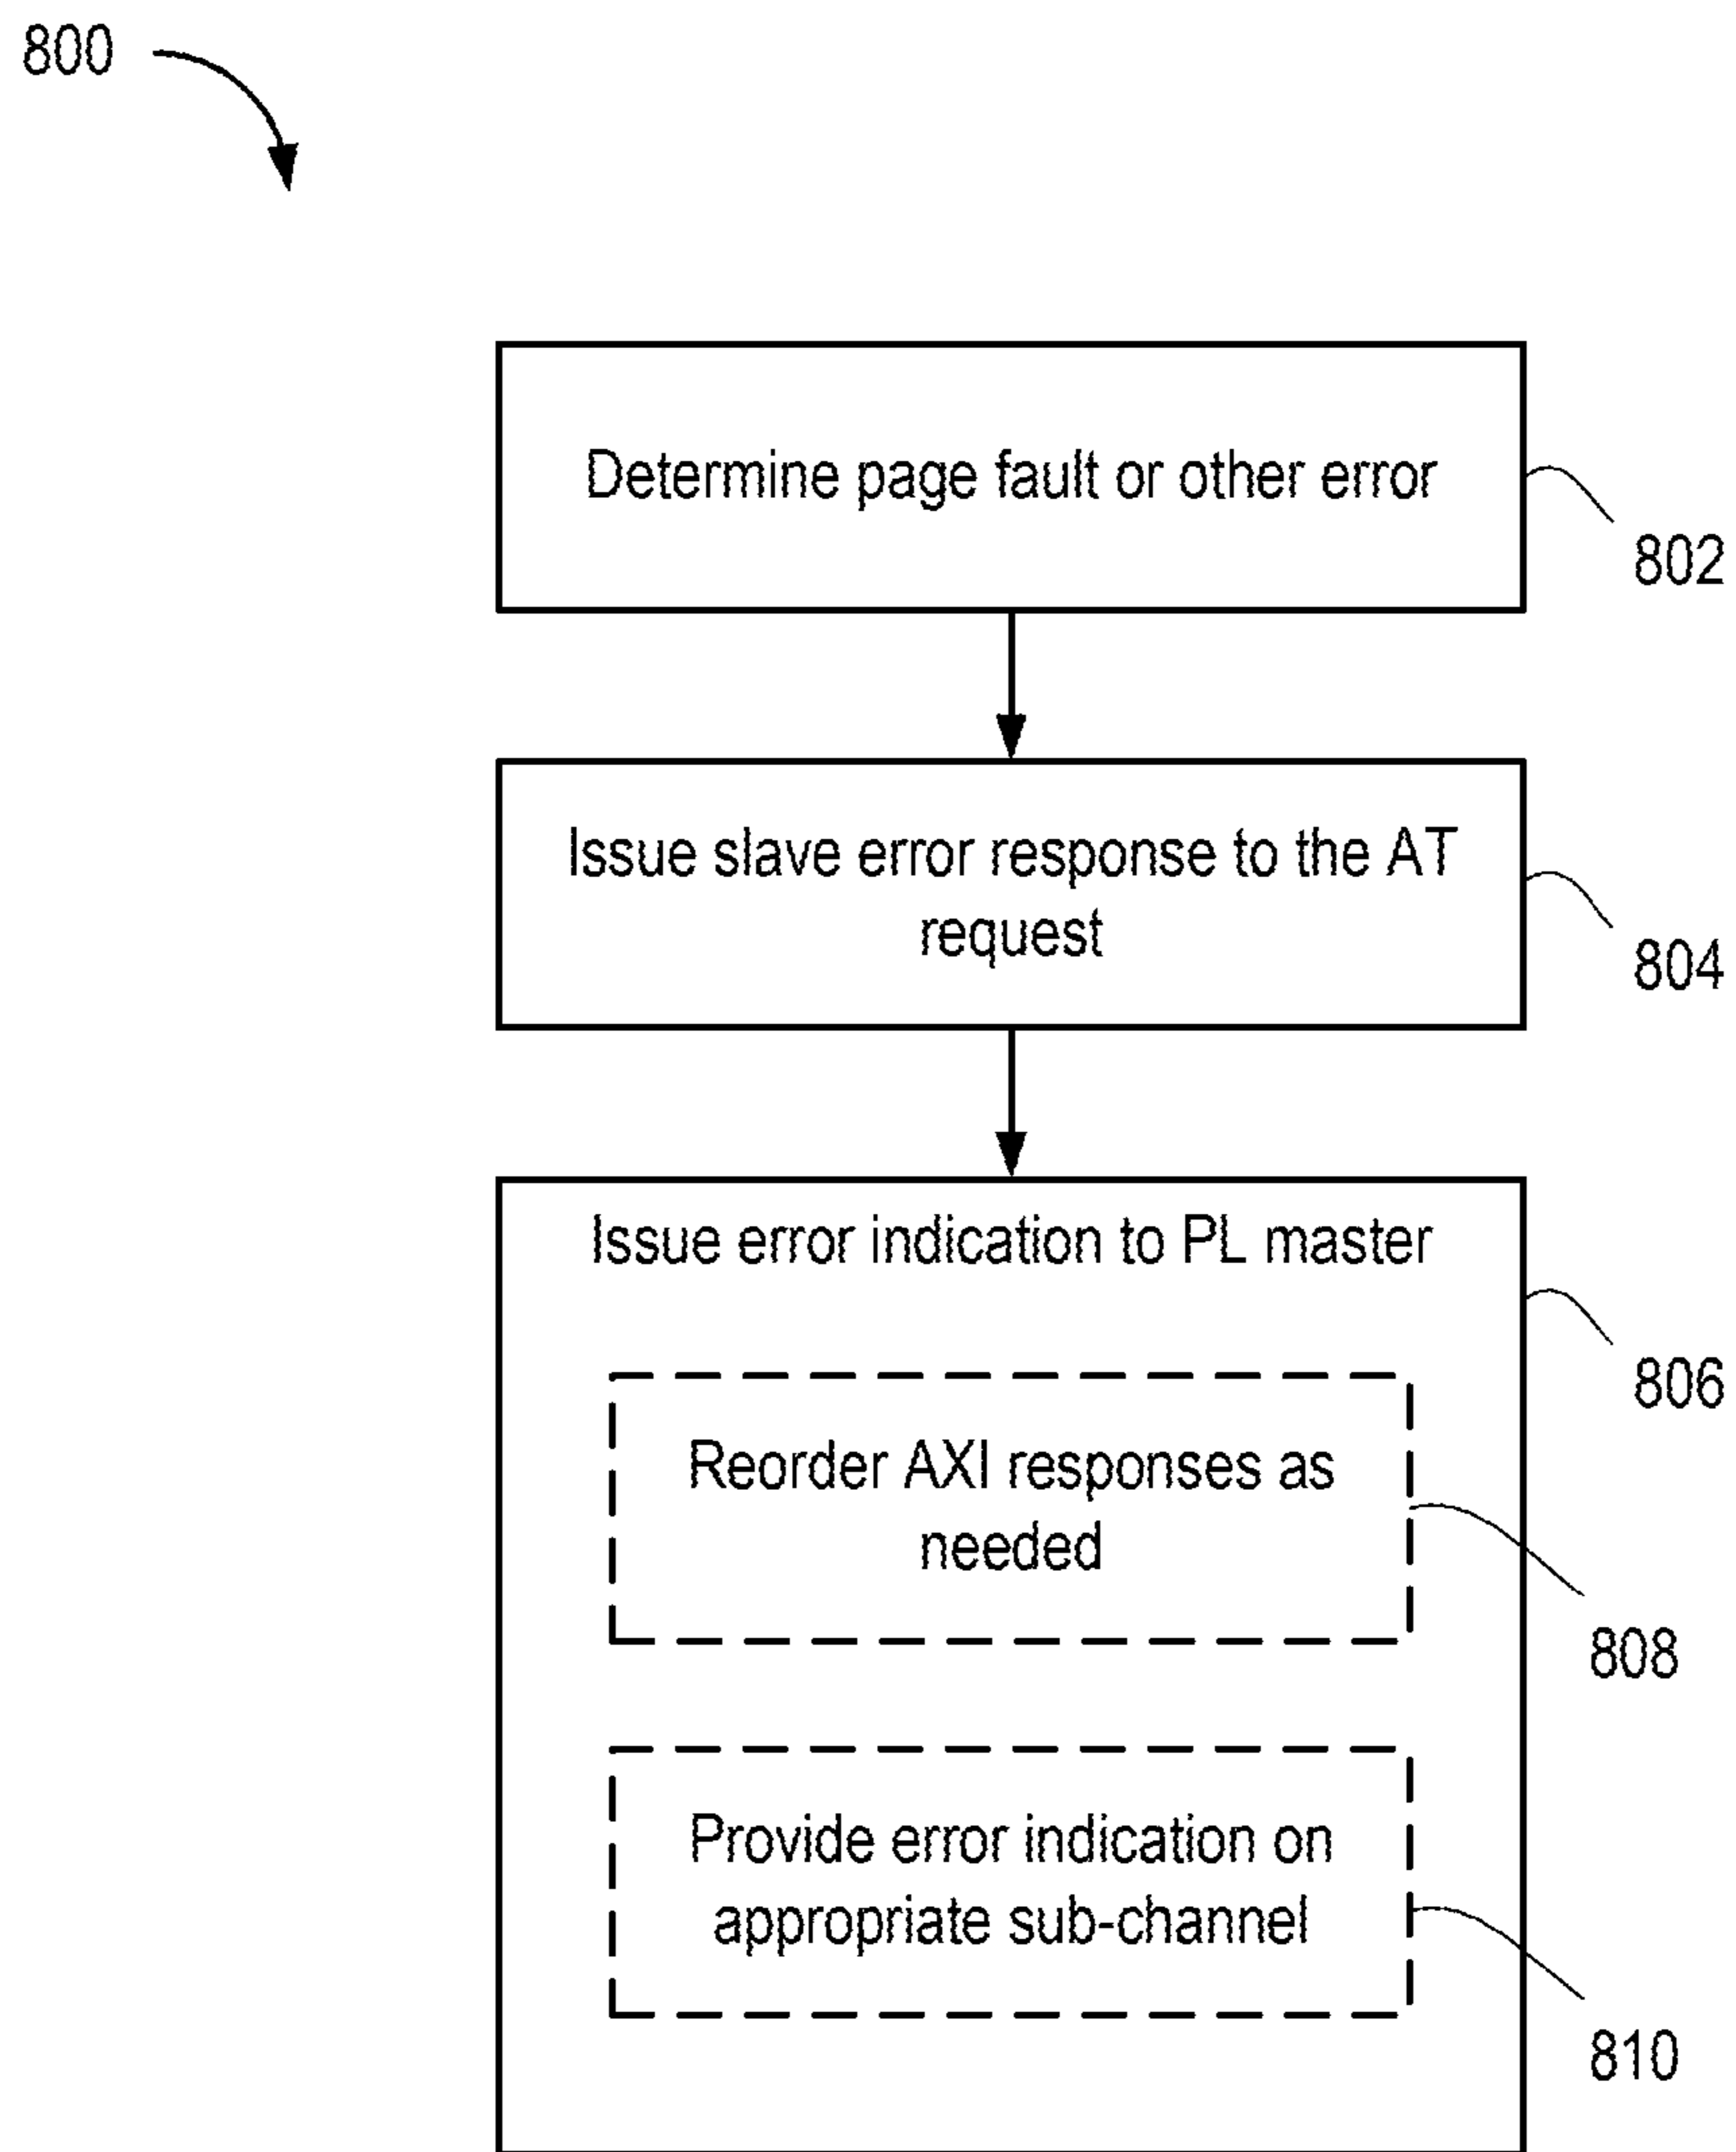 800
Determine page fault or other error
802
Issue slave error response to the AT
request
804
Issue error indication to PL master
806
Reorder AXI responses as
needed
808
Provide error indication on
appropriate sub-channel
810